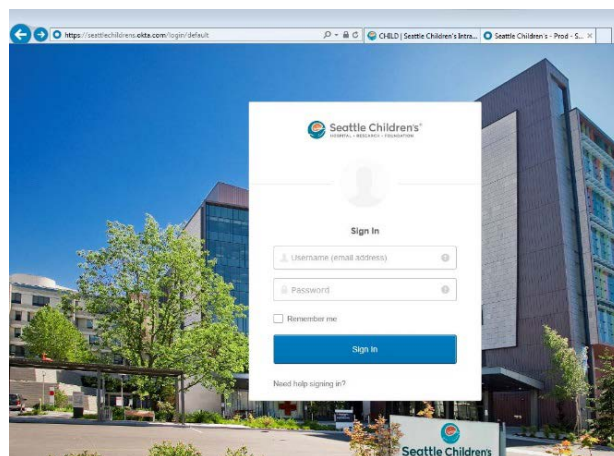 https://seattlechildrens.okta.com/login/default
CHILD | Seattle Children's Intra...
Seattle Children's - Prod - S...
Seattle Children's
HOSPITAL • RESEARCH • FOUNDATION
Sign In
Username (email address)
Password
Remember me
Sign In
Need help signing in?
Seattle Children's